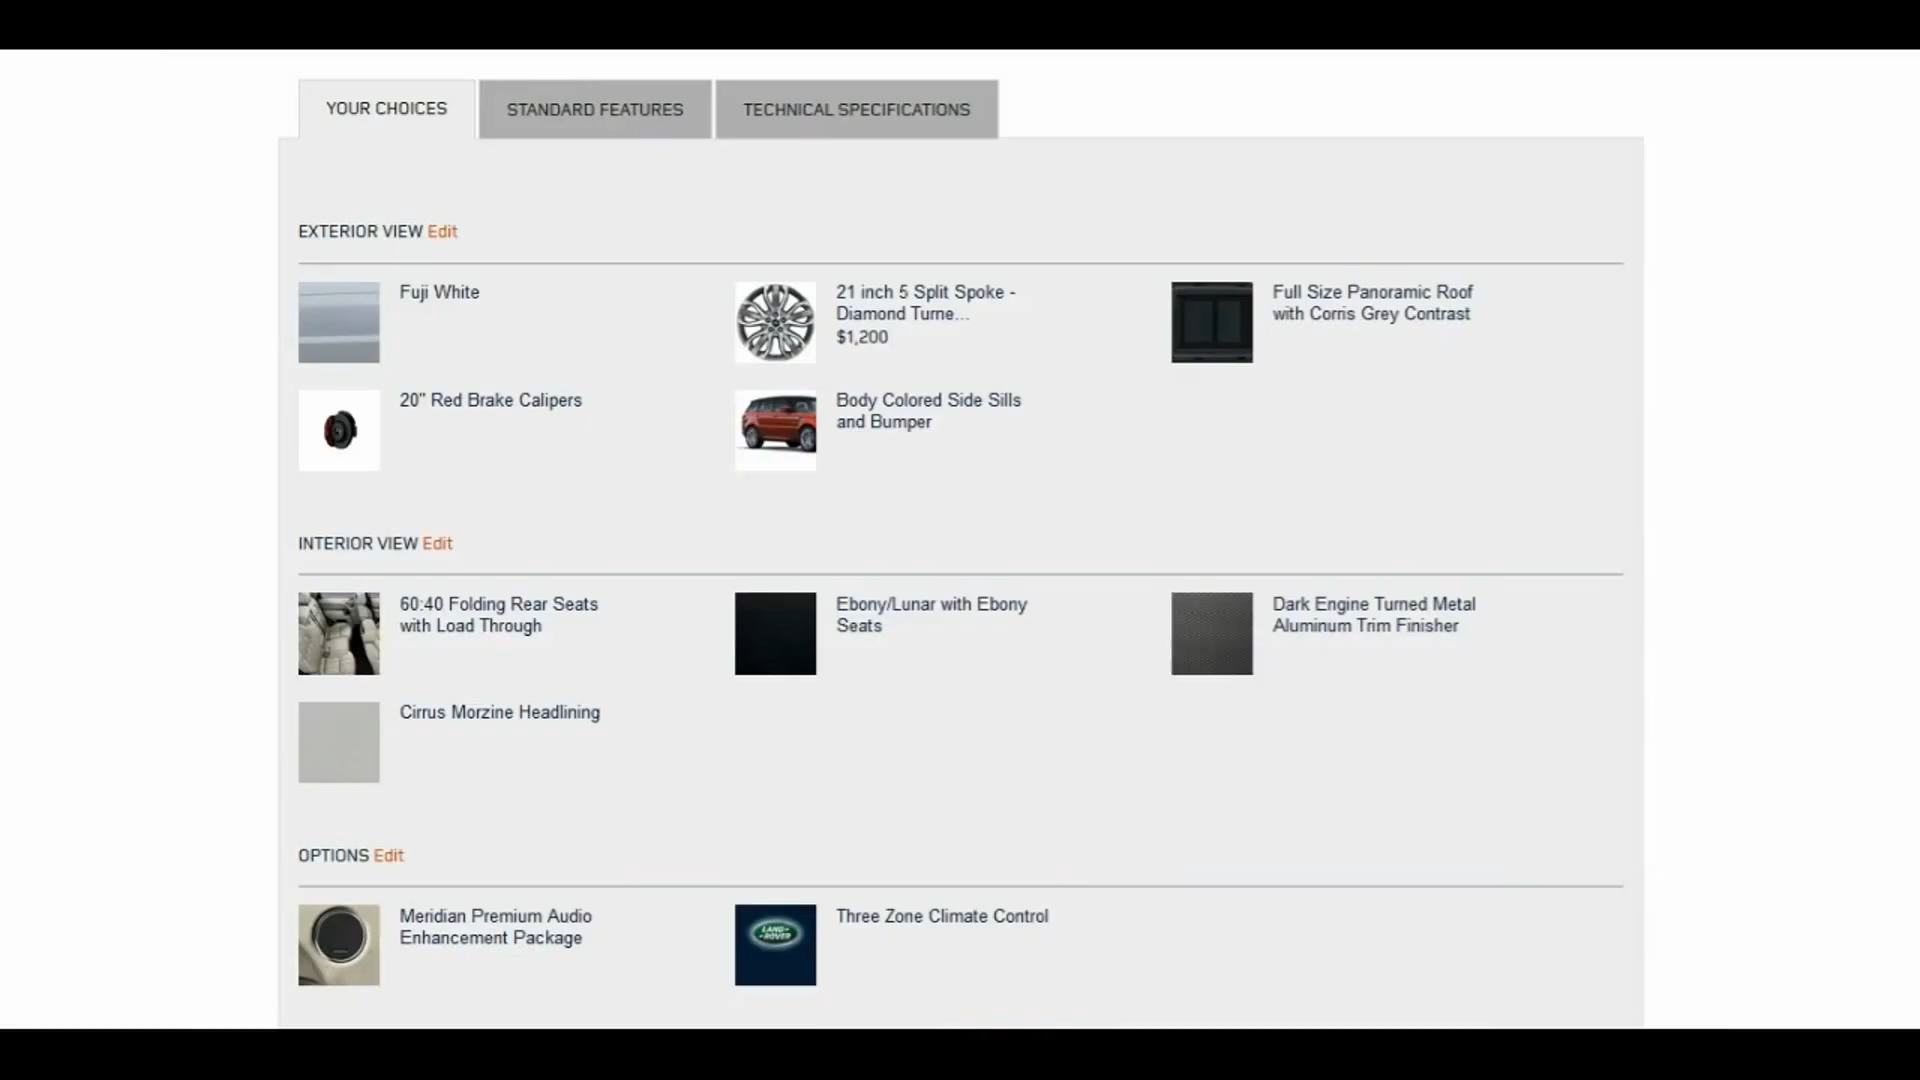 YOUR CHOICES
STANDARD FEATURES
TECHNICAL SPECIFICATIONS
EXTERIOR VIEW Edit
Fuji White
21 inch 5 Split Spoke -
Diamond Turne...
$1,200
Full Size Panoramic Roof
with Corris Grey Contrast
20" Red Brake Calipers
Body Colored Side Sills
and Bumper
INTERIOR VIEW Edit
60:40 Folding Rear Seats
with Load Through
Ebony/Lunar with Ebony
Seats
Dark Engine Turned Metal
Aluminum Trim Finisher
Cirrus Morzine Headlining
OPTIONS Edit
Meridian Premium Audio
Enhancement Package
LAND-
-ROVER
Three Zone Climate Control